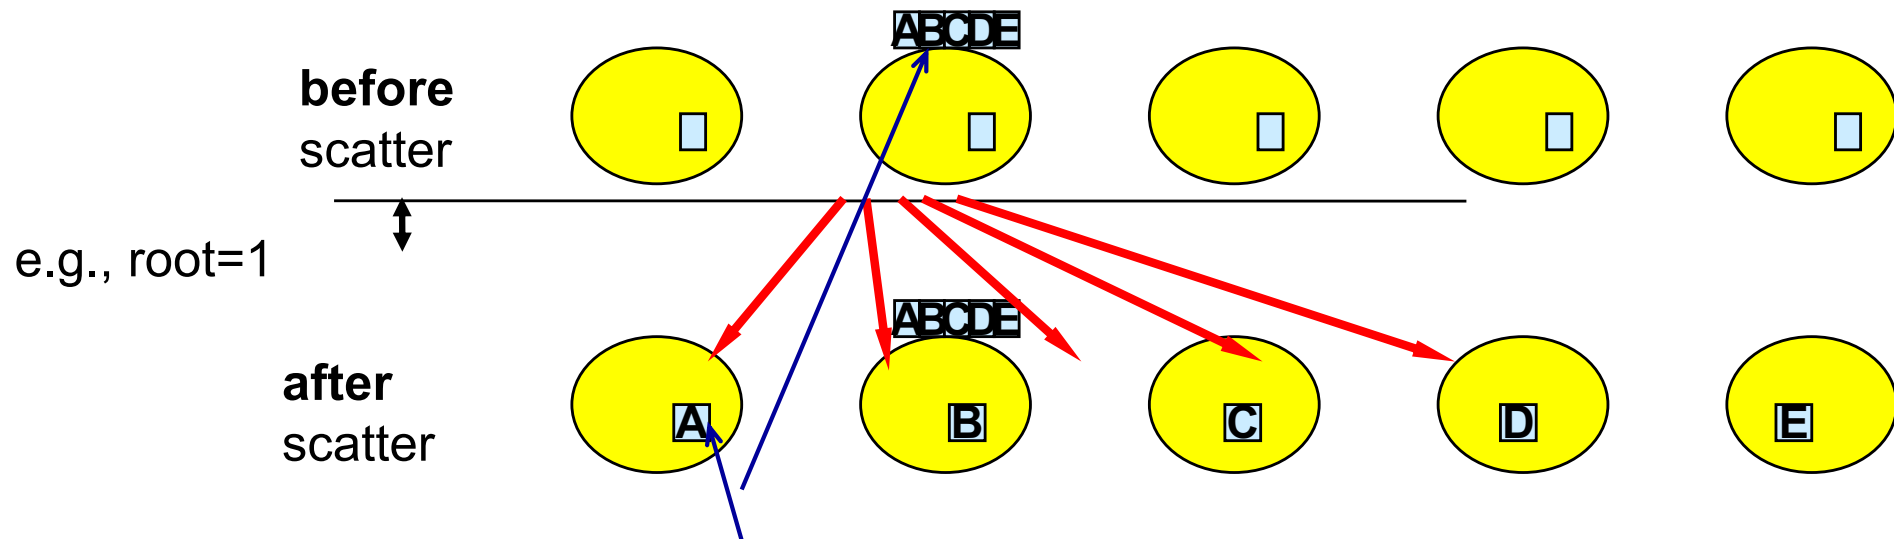 ABCDE
before
scatter
e.g., root=1
ABCDE
after
scatter
A B C D E